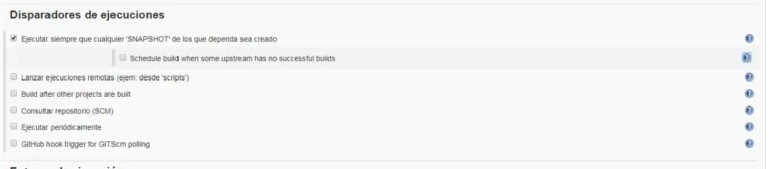 Disparadores de ejecuciones
Ejecutar siempre que cualquier 'SNAPSHOT' de los que dependa sea creado
Schedule build when some upstream has no successful builds
Lanzar ejecuciones remotas (ejem: desde 'scripts')
Build after other projects are built
Consultar repositorio (SCM)
Ejecutar periódicamente
GitHub hook trigger for GITScm polling